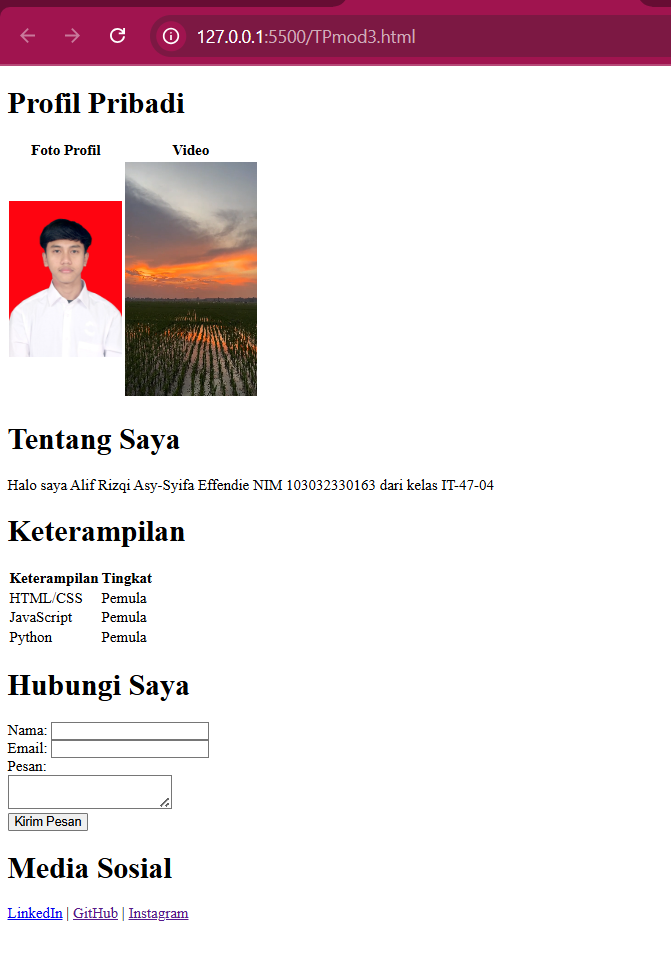 127.0.0.1:5500/TPmod3.html
Profil Pribadi
Foto Profil Video
Tentang Saya
Halo saya Alif Rizqi Asy-Syifa Effendie NIM 103032330163 dari kelas IT-47-04
Keterampilan
Keterampilan Tingkat
HTML/CSS Pemula
JavaScript Pemula
Python Pemula
Hubungi Saya
Nama:
Email:
Pesan:
Kirim Pesan
Media Sosial
LinkedIn | GitHub | Instagram